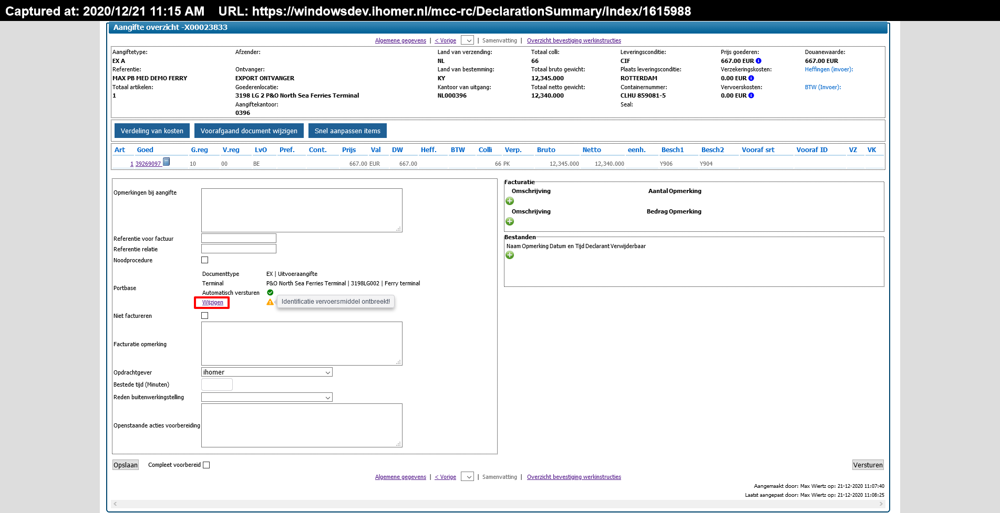 Captured at: 2020/12/21 11:15 AM    URL: https://windowsdev.ihomer.nl/mcc-rc/DeclarationSummary/Index/1615988
Aangifte overzicht -X00023833
Algemene gegevens | < Vorige | Samenvatting | Overzicht bevestiging werkinstructies
Aangiftetype: Afzender: Land van verzending: Totaal colli: Leveringsconditie: Prijs goederen: Douanewaarde:
EX A NL 66 CIF 667.00 EUR 667.00 EUR
Referentie: Ontvanger: Land van bestemming: Totaal bruto gewicht: Plaats leveringsconditie: Verzekeringskosten: Heffingen (invoer):
MAX PB MED DEMO FERRY EXPORT ONTVANGER KY 12,345.000 ROTTERDAM 0.00 EUR
Totaal artikelen: Goederenlocatie: Kantoor van uitgang: Totaal netto gewicht: Containernummer: Vervoerskosten: BTW (Invoer):
1 3198 LG 2 P&O North Sea Ferries Terminal NL000396 12,340.000 CLHU 859081-5 0.00 EUR
Aangiftekantoor: Seal:
0396
Verdeling van kosten Voorafgaand document wijzigen Snel aanpassen items
Art Goed G.reg V.reg LvO Pref. Cont. Prijs Val DW Heff. BTW Colli Verp. Bruto Netto eenh. Besch1 Besch2 Vooraf srt Vooraf ID VZ VK
1 39269097 10 00 BE 667.00 EUR 667.00 66 PK 12,345.000 12,340.000 Y906 Y904
Opmerkingen bij aangifte
Referentie voor factuur
Referentie relatie
Noodprocedure
Portbase
Documenttype EX | Uitvoeraangifte
Terminal P&O North Sea Ferries Terminal | 3198LG002 | Ferry terminal
Automatisch versturen
Wijzigen Identificatie vervoersmiddel ontbreekt!
Niet factureren
Facturatie opmerking
Opdrachtgever ihomer
Bestede tijd (Minuten)
Reden buitenwerkingstelling
Openstaande acties voorbereiding
Facturatie
Omschrijving Aantal Opmerking
Omschrijving Bedrag Opmerking
Bestanden
Naam Opmerking Datum en Tijd Declarant Verwijderbaar
Opslaan Compleet voorbereid Versturen
Algemene gegevens | < Vorige | Samenvatting | Overzicht bevestiging werkinstructies
Aangemaakt door: Max Wiertz op: 21-12-2020 11:07:40
Laatst aangepast door: Max Wiertz op: 21-12-2020 11:08:25